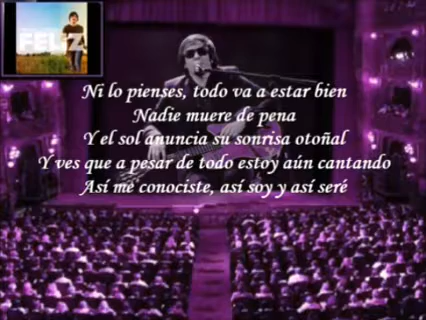 FELIZ
Ni lo pienses, todo va a estar bien
Nadie muere de pena
Y el sol anuncia su sonrisa otoñal
Y ves que a pesar de todo estoy aún cantando
Así me conociste, así soy y así seré